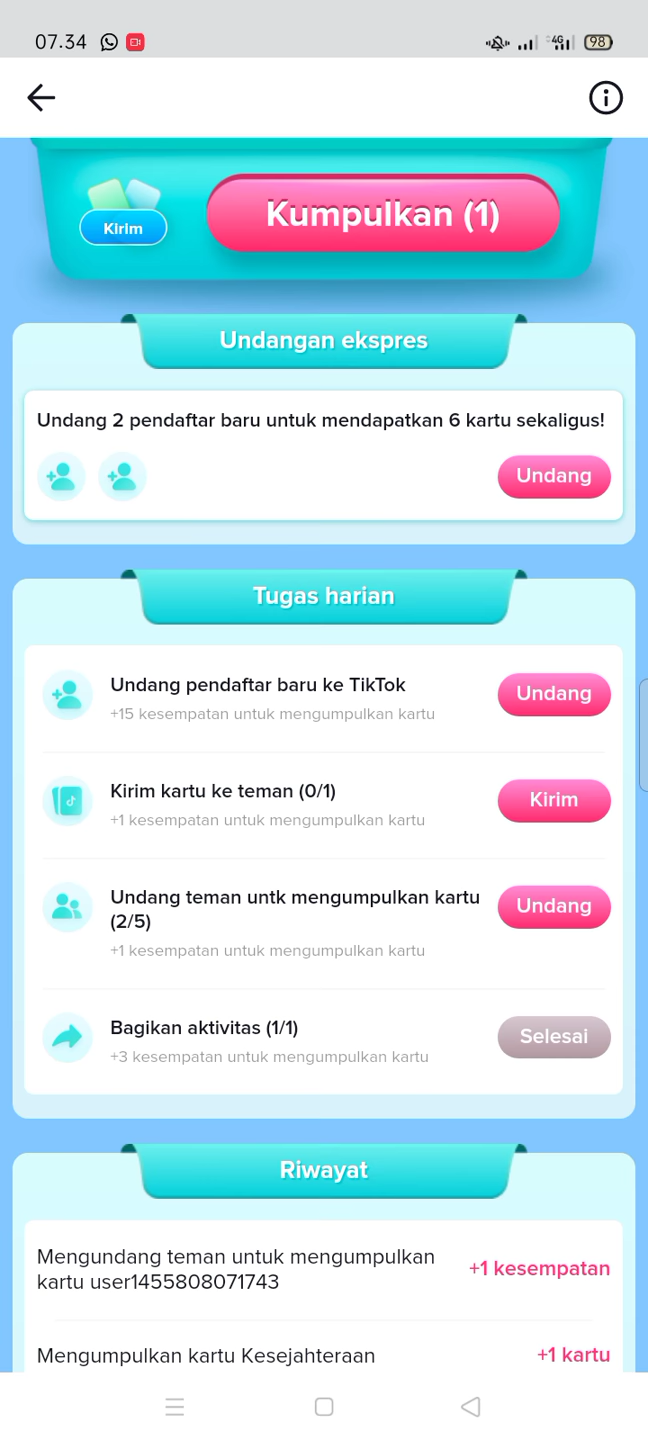 07.34
4G
98
Kirim
Kumpulkan (1)
Undangan ekspres
Undang 2 pendaftar baru untuk mendapatkan 6 kartu sekaligus!
Undang
Tugas harian
Undang pendaftar baru ke TikTok
+15 kesempatan untuk mengumpulkan kartu
Undang
Kirim kartu ke teman (0/1)
+1 kesempatan untuk mengumpulkan kartu
Kirim
Undang teman untk mengumpulkan kartu
(2/5)
+1 kesempatan untuk mengumpulkan kartu
Undang
Bagikan aktivitas (1/1)
+3 kesempatan untuk mengumpulkan kartu
Selesai
Riwayat
Mengundang teman untuk mengumpulkan
kartu user1455808071743
+1 kesempatan
Mengumpulkan kartu Kesejahteraan
+1 kartu